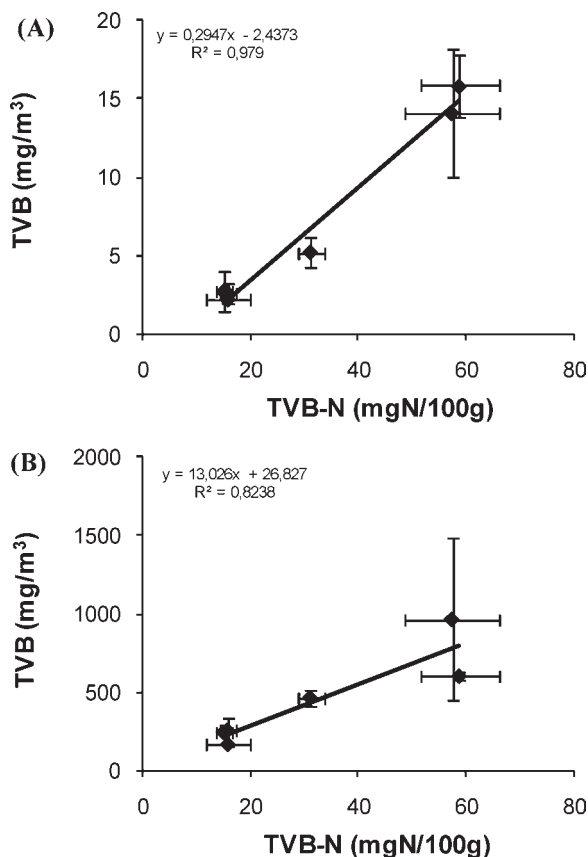 (A)
y = 0,2947x - 2,4373
R² = 0,979
20
15
10
5
0
TVB (mg/m³)
0 20 40 60 80
TVB-N (mgN/100g)
(B)
y = 13,026x + 26,827
R² = 0,8238
2000
1500
1000
500
0
TVB (mg/m³)
0 20 40 60 80
TVB-N (mgN/100g)